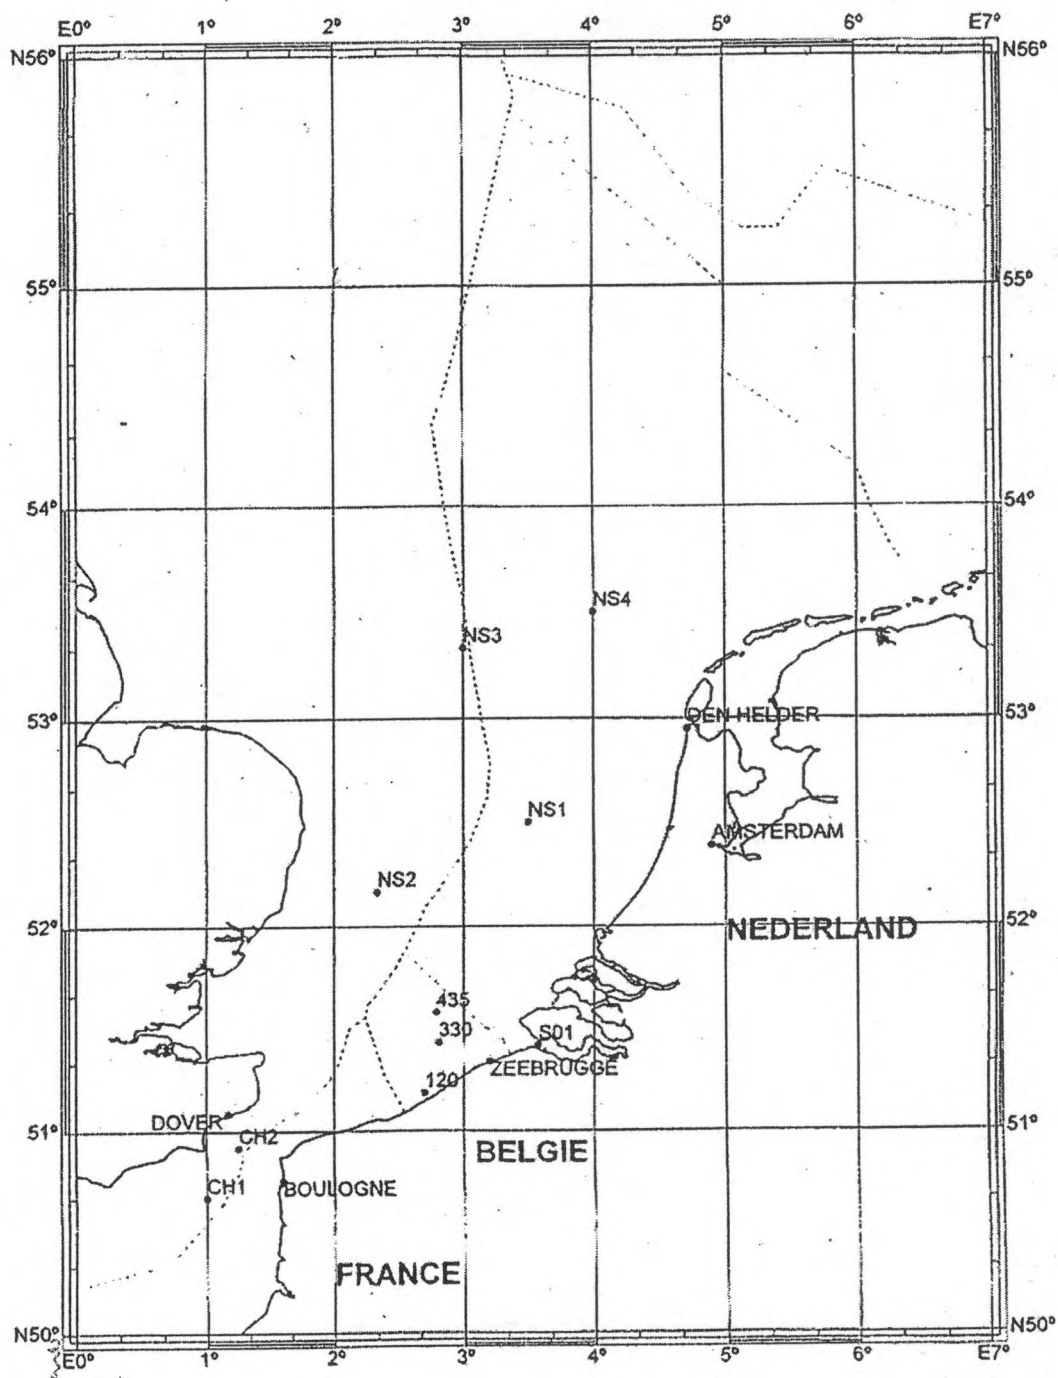 E0° 1° 2° 3° 4° 5° 6° E7°
N56° N56°
55° 55°
54° 54°
NS4
NS3
53° 53°
DEN HELDER
NS1
AMSTERDAM
NS2
52° 52°
NEDERLAND
435
330 S01
ZEEBRUGGE
120
DOVER
51° 51°
CH2
BELGIE
CH1 BOULOGNE
FRANCE
N50° N50°
E0° 1° 2° 3° 4° 5° 6° E7°